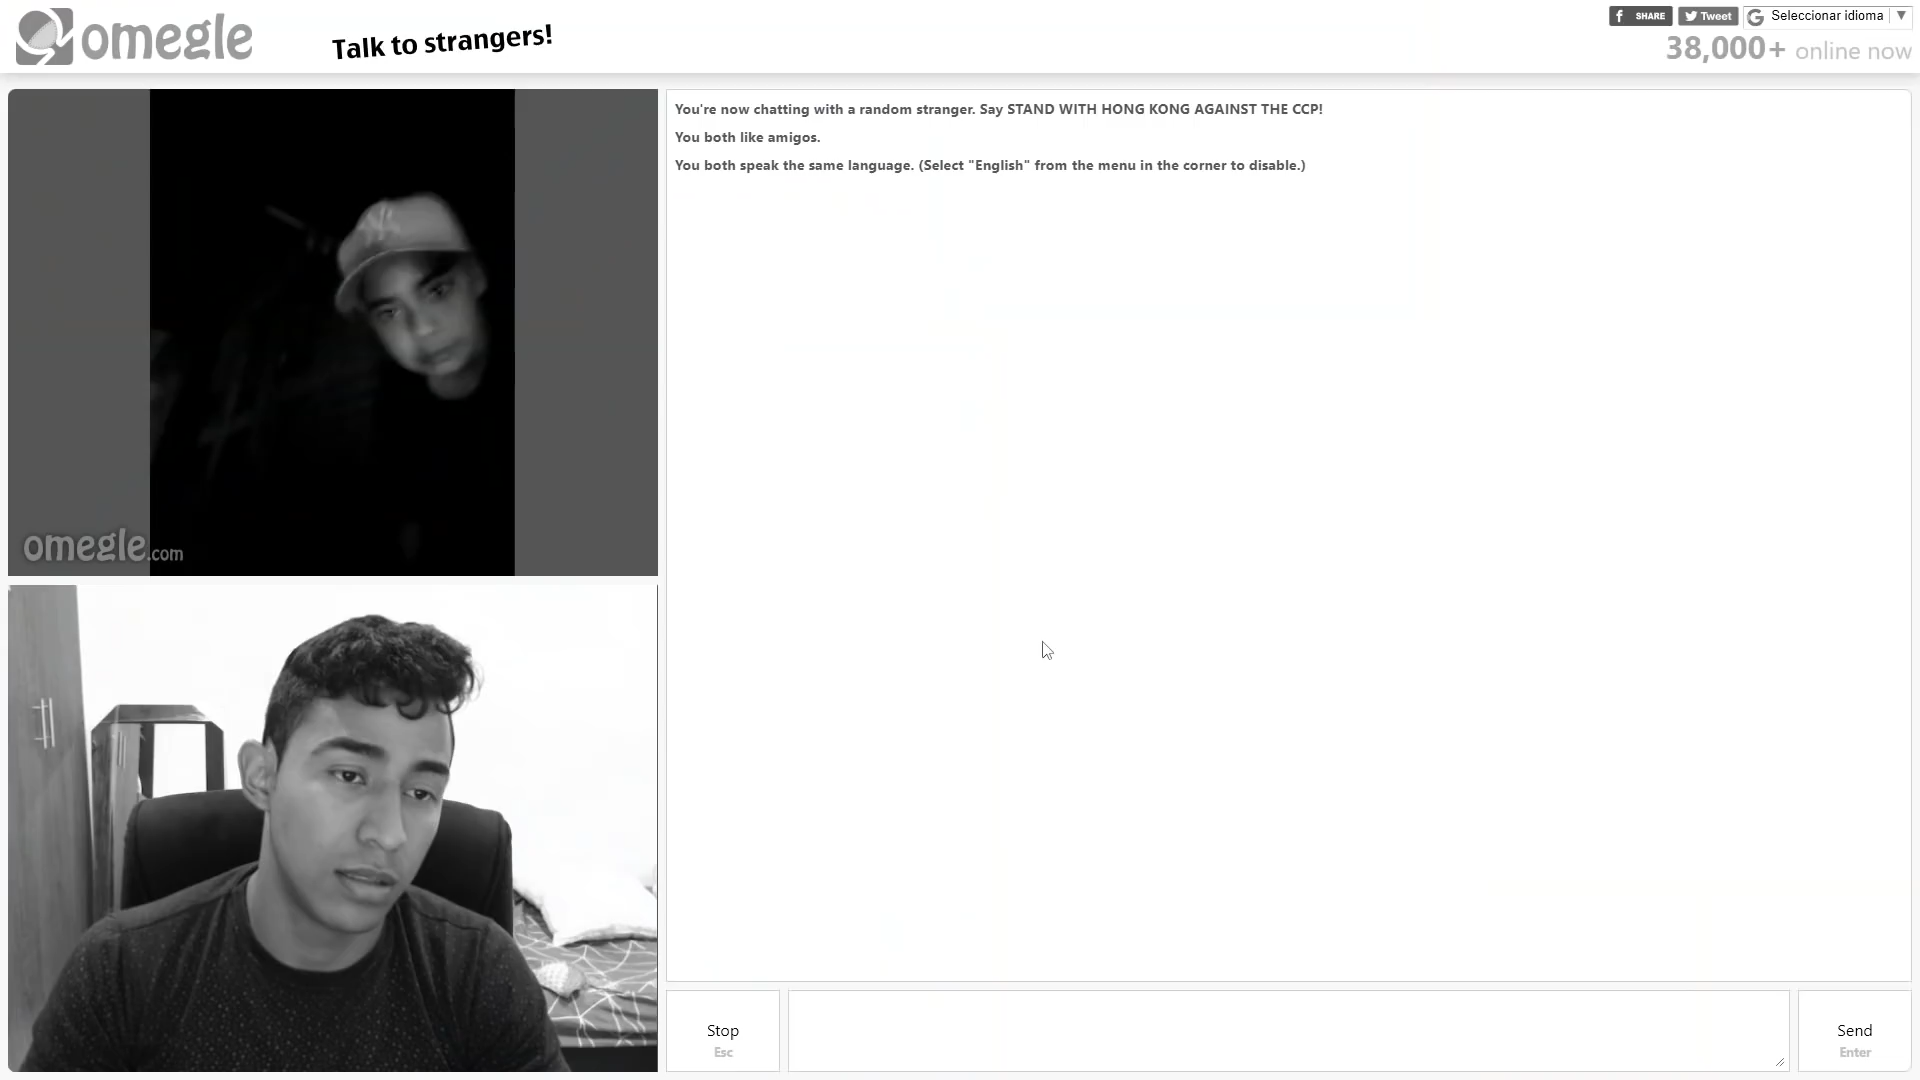 omegle
Talk to strangers!
SHARE
Tweet
Seleccionar idioma ▼
38,000+ online now
You're now chatting with a random stranger. Say STAND WITH HONG KONG AGAINST THE CCP!
You both like amigos.
You both speak the same language. (Select "English" from the menu in the corner to disable.)
omegle.com
Stop
Esc
Send
Enter